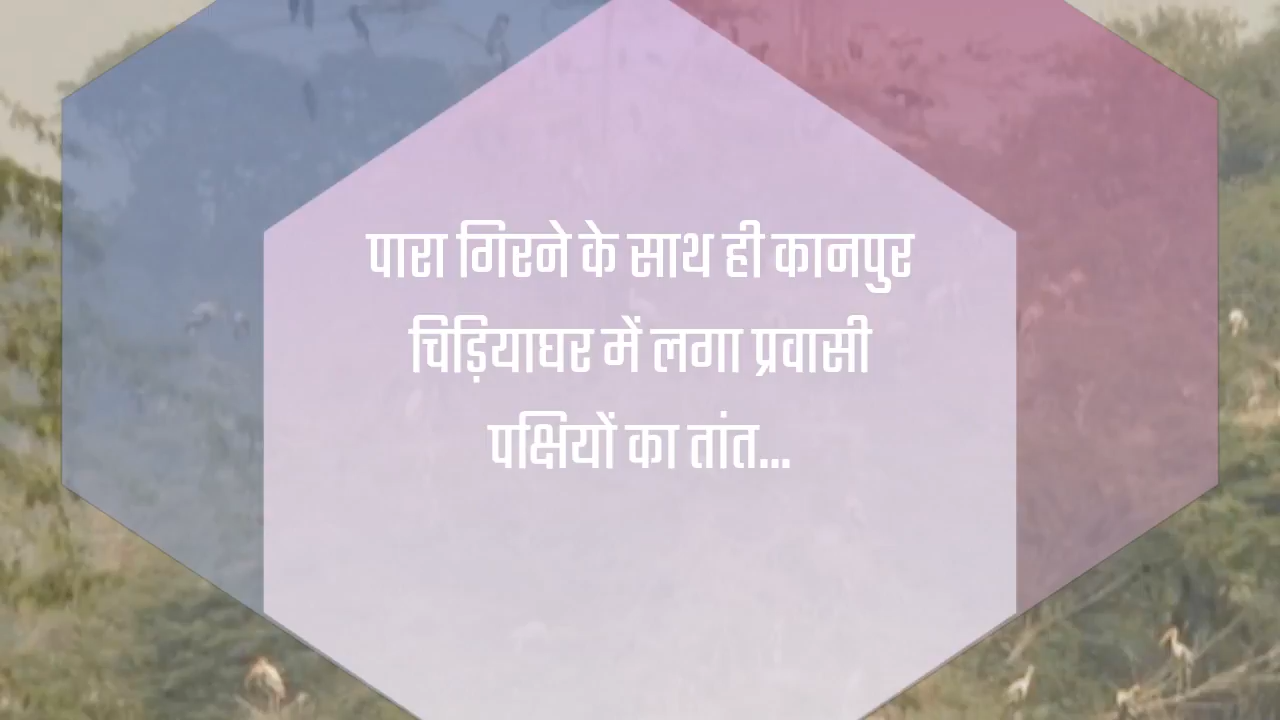 पारा गिरने के साथ ही कानपुर
चिड़ियाघर में लगा प्रवासी
पक्षियों का तांत...